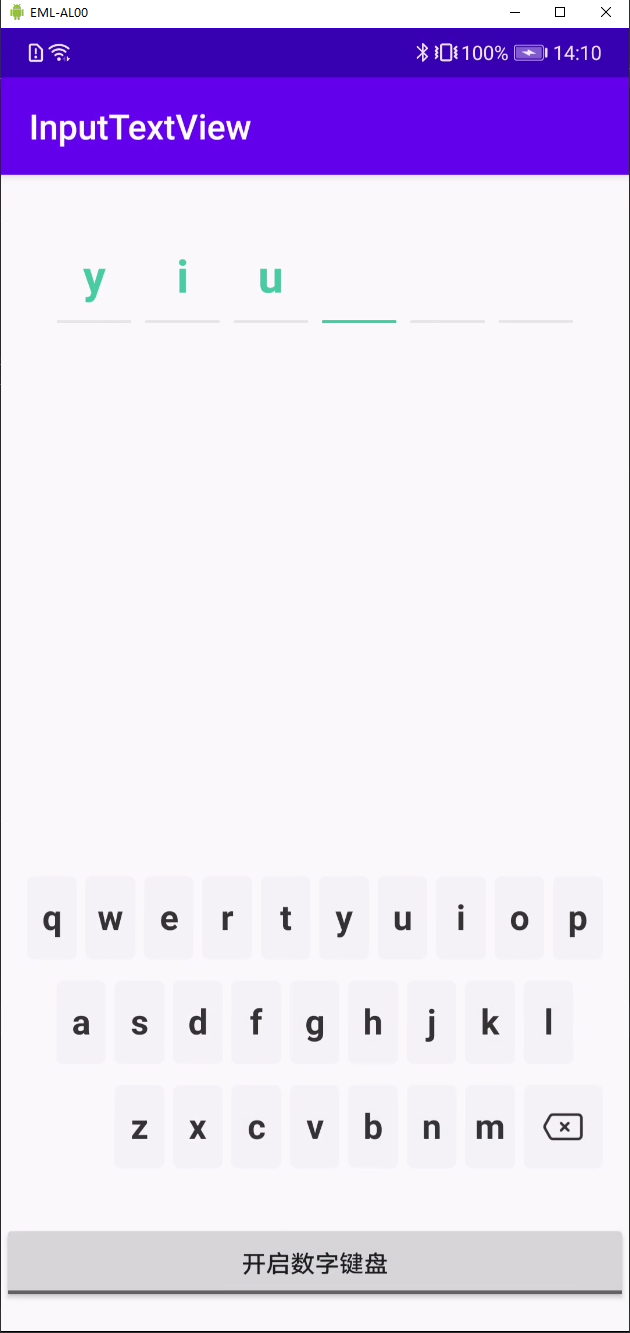 EML-AL00
100% 14:10
InputTextView
y i u
q w e r t y u i o p
a s d f g h j k l
z x c v b n m
开启数字键盘